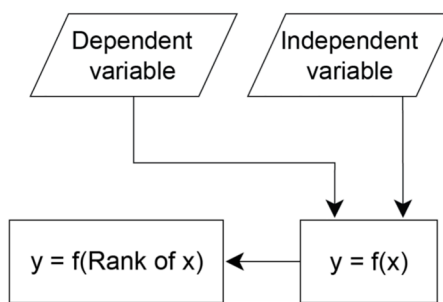 Dependent
variable
Independent
variable
y = f(Rank of x)
y = f(x)